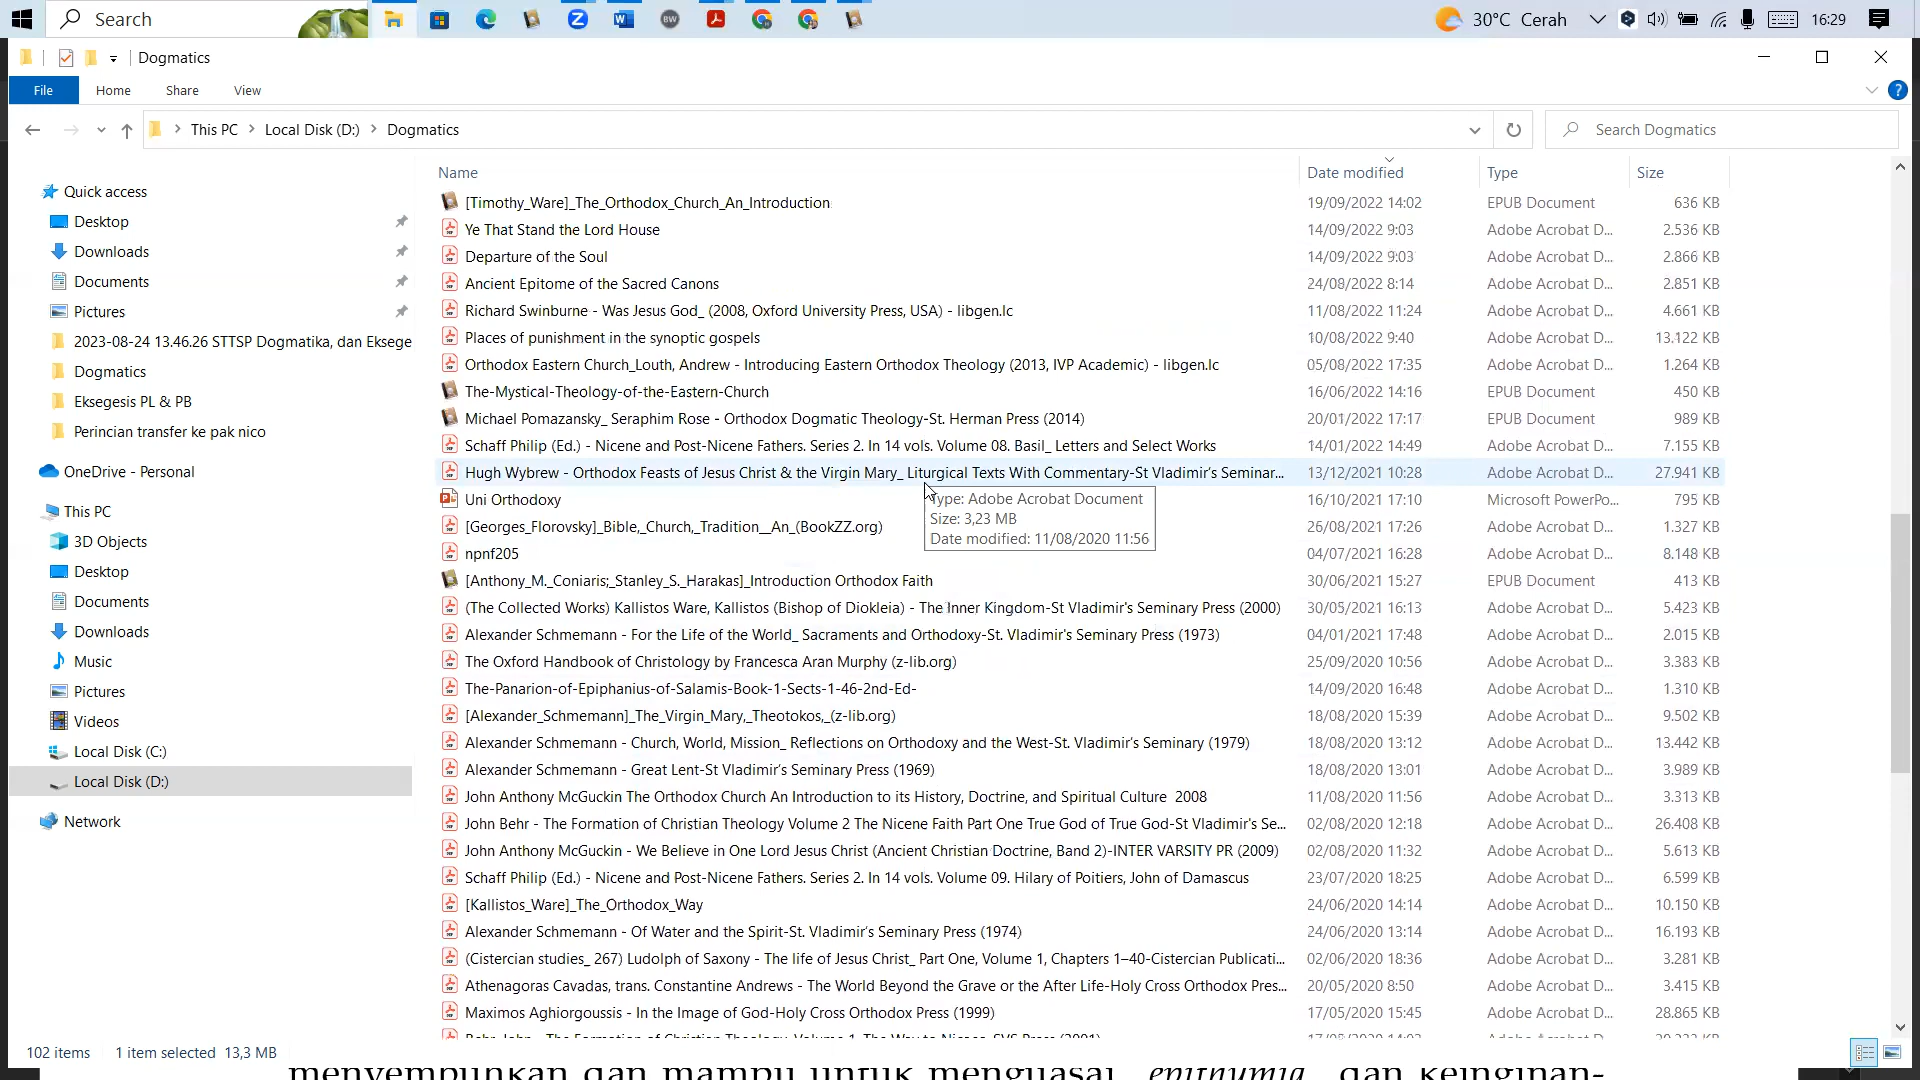 Search
30°C Cerah
16:29
Dogmatics
File Home Share View
This PC Local Disk (D:) Dogmatics
Search Dogmatics
Name Date modified Type Size
Quick access
Desktop
Downloads
Documents
Pictures
2023-08-24 13.46.26 STTSP Dogmatika, dan Eksege
Dogmatics
Eksegesis PL & PB
Perincian transfer ke pak nico
OneDrive - Personal
This PC
3D Objects
Desktop
Documents
Downloads
Music
Pictures
Videos
Local Disk (C:)
Local Disk (D:)
Network
[Timothy_Ware]_The_Orthodox_Church_An_Introduction 19/09/2022 14:02 EPUB Document 636 KB
Ye That Stand the Lord House 14/09/2022 9:03 Adobe Acrobat D... 2.536 KB
Departure of the Soul 14/09/2022 9:03 Adobe Acrobat D... 2.866 KB
Ancient Epitome of the Sacred Canons 24/08/2022 8:14 Adobe Acrobat D... 2.851 KB
Richard Swinburne - Was Jesus God_ (2008, Oxford University Press, USA) - libgen.lc 11/08/2022 11:24 Adobe Acrobat D... 4.661 KB
Places of punishment in the synoptic gospels 10/08/2022 9:40 Adobe Acrobat D... 13.122 KB
Orthodox Eastern Church_Louth, Andrew - Introducing Eastern Orthodox Theology (2013, IVP Academic) - libgen.lc 05/08/2022 17:35 Adobe Acrobat D... 1.264 KB
The-Mystical-Theology-of-the-Eastern-Church 16/06/2022 14:16 EPUB Document 450 KB
Michael Pomazansky_ Seraphim Rose - Orthodox Dogmatic Theology-St. Herman Press (2014) 20/01/2022 17:17 EPUB Document 989 KB
Schaff Philip (Ed.) - Nicene and Post-Nicene Fathers. Series 2. In 14 vols. Volume 08. Basil_ Letters and Select Works 14/01/2022 14:49 Adobe Acrobat D... 7.155 KB
Hugh Wybrew - Orthodox Feasts of Jesus Christ & the Virgin Mary_ Liturgical Texts With Commentary-St Vladimir's Seminar... 13/12/2021 10:28 Adobe Acrobat D... 27.941 KB
Uni Orthodoxy 16/10/2021 17:10 Microsoft PowerPo... 795 KB
[Georges_Florovsky]_Bible,_Church,_Tradition__An_(BookZZ.org) 26/08/2021 17:26 Adobe Acrobat D... 1.327 KB
npnf205 04/07/2021 16:28 Adobe Acrobat D... 8.148 KB
[Anthony_M._Coniaris;_Stanley_S._Harakas]_Introduction Orthodox Faith 30/06/2021 15:27 EPUB Document 413 KB
(The Collected Works) Kallistos Ware, Kallistos (Bishop of Diokleia) - The Inner Kingdom-St Vladimir's Seminary Press (2000) 30/05/2021 16:13 Adobe Acrobat D... 5.423 KB
Alexander Schmemann - For the Life of the World_ Sacraments and Orthodoxy-St. Vladimir's Seminary Press (1973) 04/01/2021 17:48 Adobe Acrobat D... 2.015 KB
The Oxford Handbook of Christology by Francesca Aran Murphy (z-lib.org) 25/09/2020 10:56 Adobe Acrobat D... 3.383 KB
The-Panarion-of-Epiphanius-of-Salamis-Book-1-Sects-1-46-2nd-Ed- 14/09/2020 16:48 Adobe Acrobat D... 1.310 KB
[Alexander_Schmemann]_The_Virgin_Mary,_Theotokos,_(z-lib.org) 18/08/2020 15:39 Adobe Acrobat D... 9.502 KB
Alexander Schmemann - Church, World, Mission_ Reflections on Orthodoxy and the West-St. Vladimir's Seminary (1979) 18/08/2020 13:12 Adobe Acrobat D... 13.442 KB
Alexander Schmemann - Great Lent-St Vladimir's Seminary Press (1969) 18/08/2020 13:01 Adobe Acrobat D... 3.989 KB
John Anthony McGuckin The Orthodox Church An Introduction to its History, Doctrine, and Spiritual Culture 2008 11/08/2020 11:56 Adobe Acrobat D... 3.313 KB
John Behr - The Formation of Christian Theology Volume 2 The Nicene Faith Part One True God of True God-St Vladimir's Se... 02/08/2020 12:18 Adobe Acrobat D... 26.408 KB
John Anthony McGuckin - We Believe in One Lord Jesus Christ (Ancient Christian Doctrine, Band 2)-INTER VARSITY PR (2009) 02/08/2020 11:32 Adobe Acrobat D... 5.613 KB
Schaff Philip (Ed.) - Nicene and Post-Nicene Fathers. Series 2. In 14 vols. Volume 09. Hilary of Poitiers, John of Damascus 23/07/2020 18:25 Adobe Acrobat D... 6.599 KB
[Kallistos_Ware]_The_Orthodox_Way 24/06/2020 14:14 Adobe Acrobat D... 10.150 KB
Alexander Schmemann - Of Water and the Spirit-St. Vladimir's Seminary Press (1974) 24/06/2020 13:14 Adobe Acrobat D... 16.193 KB
(Cistercian studies_ 267) Ludolph of Saxony - The life of Jesus Christ_ Part One, Volume 1, Chapters 1–40-Cistercian Publicati... 02/06/2020 18:36 Adobe Acrobat D... 3.281 KB
Athenagoras Cavadas, trans. Constantine Andrews - The World Beyond the Grave or the After Life-Holy Cross Orthodox Pres... 20/05/2020 8:50 Adobe Acrobat D... 3.415 KB
Maximos Aghiorgoussis - In the Image of God-Holy Cross Orthodox Press (1999) 17/05/2020 15:45 Adobe Acrobat D... 28.865 KB
Type: Adobe Acrobat Document
Size: 3,23 MB
Date modified: 11/08/2020 11:56
102 items 1 item selected 13,3 MB
menyembuhkan dan mampu untuk menguasai epithumia dan keinginan-